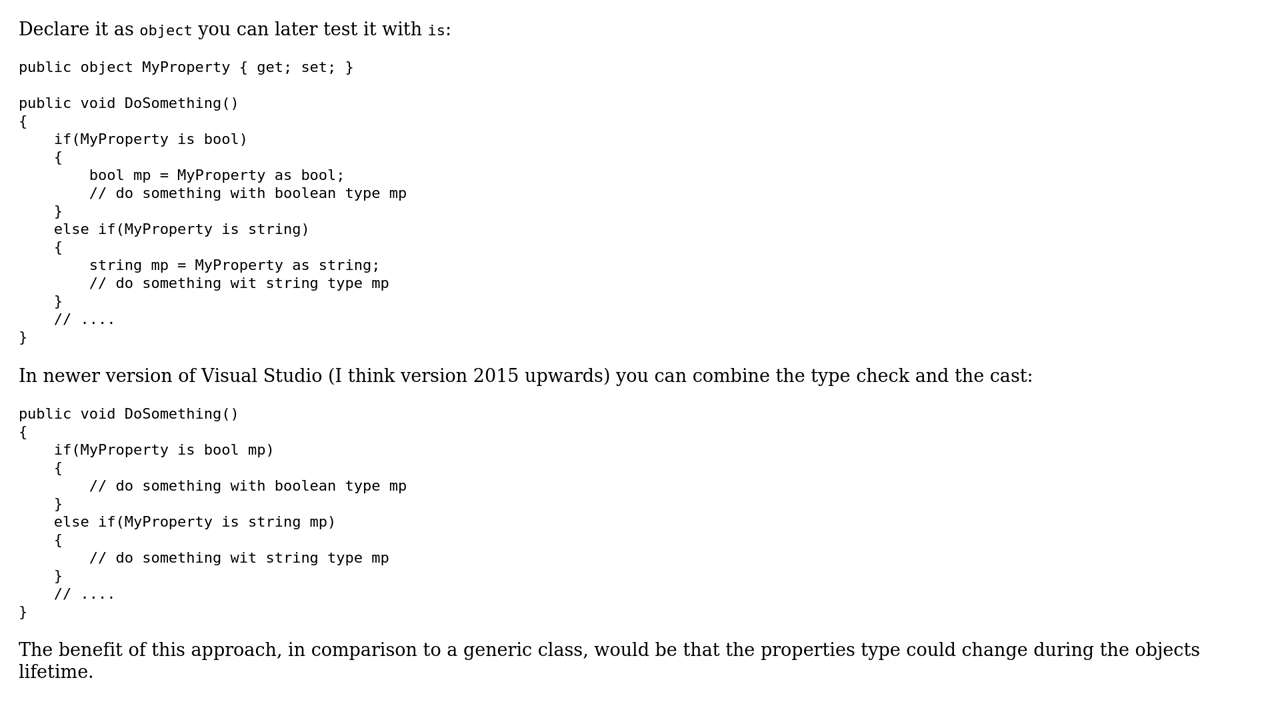 Declare it as object you can later test it with is:
public object MyProperty { get; set; }
public void DoSomething()
{
    if(MyProperty is bool)
    {
        bool mp = MyProperty as bool;
        // do something with boolean type mp
    }
    else if(MyProperty is string)
    {
        string mp = MyProperty as string;
        // do something wit string type mp
    }
    // ....
}
In newer version of Visual Studio (I think version 2015 upwards) you can combine the type check and the cast:
public void DoSomething()
{
    if(MyProperty is bool mp)
    {
        // do something with boolean type mp
    }
    else if(MyProperty is string mp)
    {
        // do something wit string type mp
    }
    // ....
}
The benefit of this approach, in comparison to a generic class, would be that the properties type could change during the objects
lifetime.